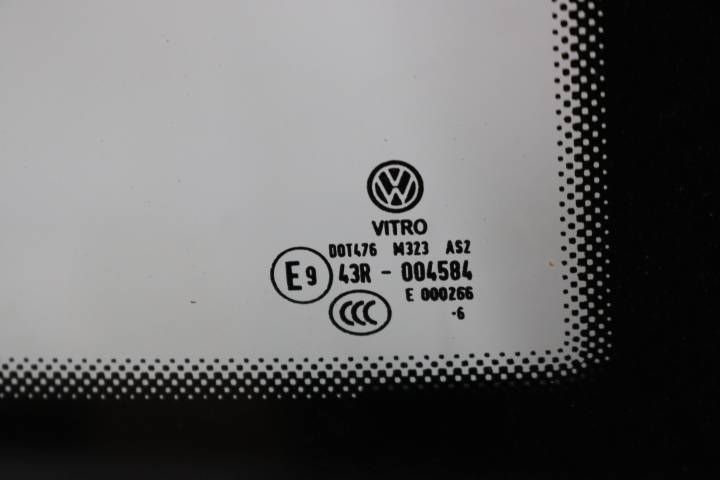 VITRO
DOT476 M323 AS2
E9 43R - 004584
E 000266
CCC
-6